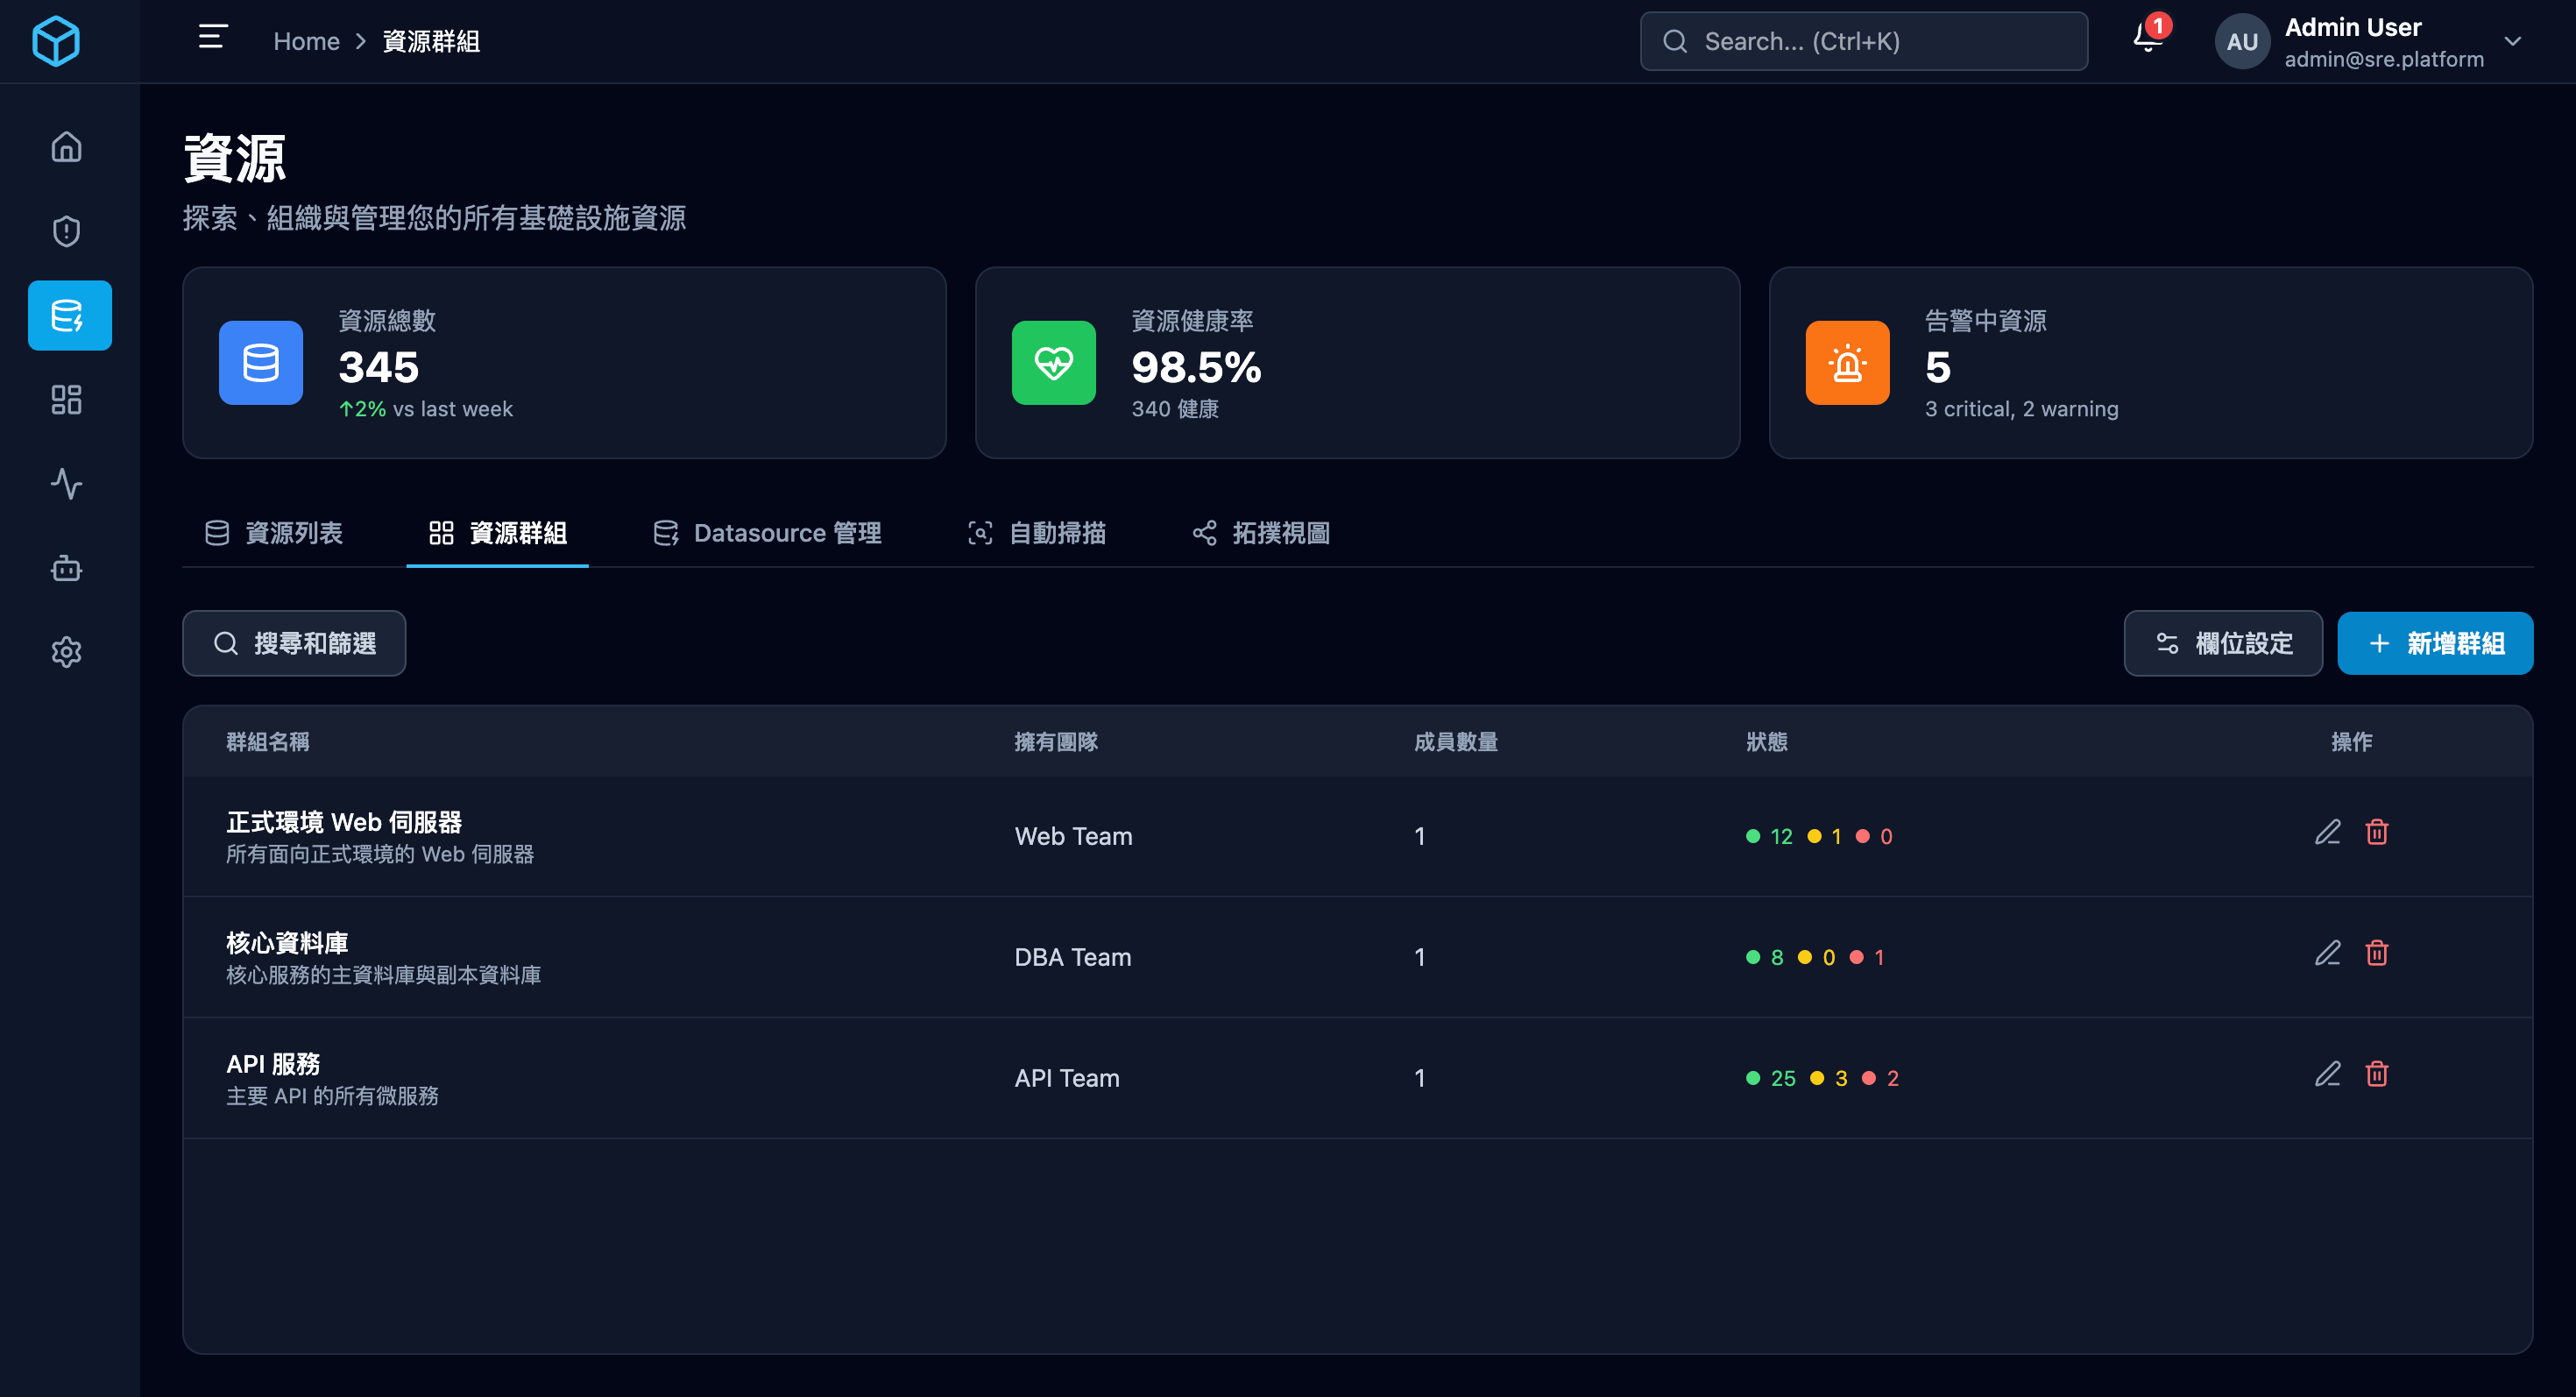 Home > 資源群組
Search... (Ctrl+K)
1
AU
Admin User
admin@sre.platform
資源
探索、組織與管理您的所有基礎設施資源
資源總數
345
↑2% vs last week
資源健康率
98.5%
340 健康
告警中資源
5
3 critical, 2 warning
資源列表
資源群組
Datasource 管理
自動掃描
拓撲視圖
搜尋和篩選
欄位設定
+ 新增群組
群組名稱 擁有團隊 成員數量 狀態 操作
正式環境 Web 伺服器
所有面向正式環境的 Web 伺服器
Web Team
1
12 1 0
核心資料庫
核心服務的主資料庫與副本資料庫
DBA Team
1
8 0 1
API 服務
主要 API 的所有微服務
API Team
1
25 3 2